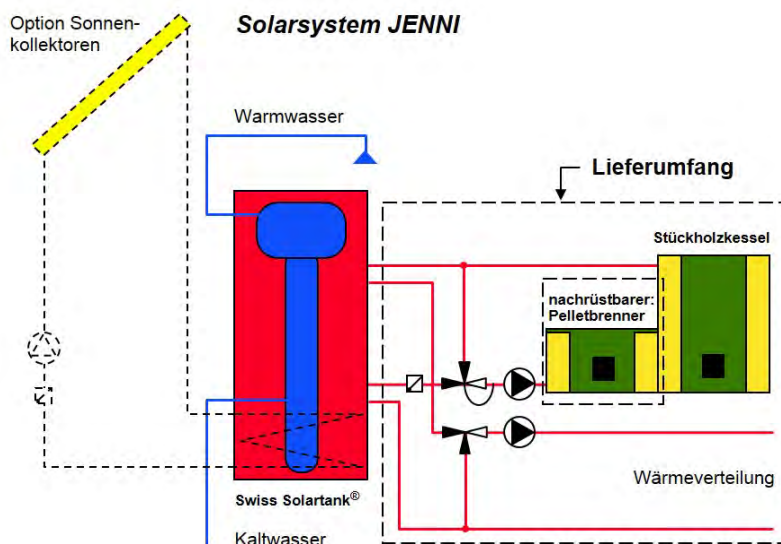 Option Sonnen-
kollektoren
Solarsystem JENNI
Warmwasser
Lieferumfang
Stückholzkessel
nachrüstbarer:
Pelletbrenner
Wärmeverteilung
Swiss Solartank®
Kaltwasser